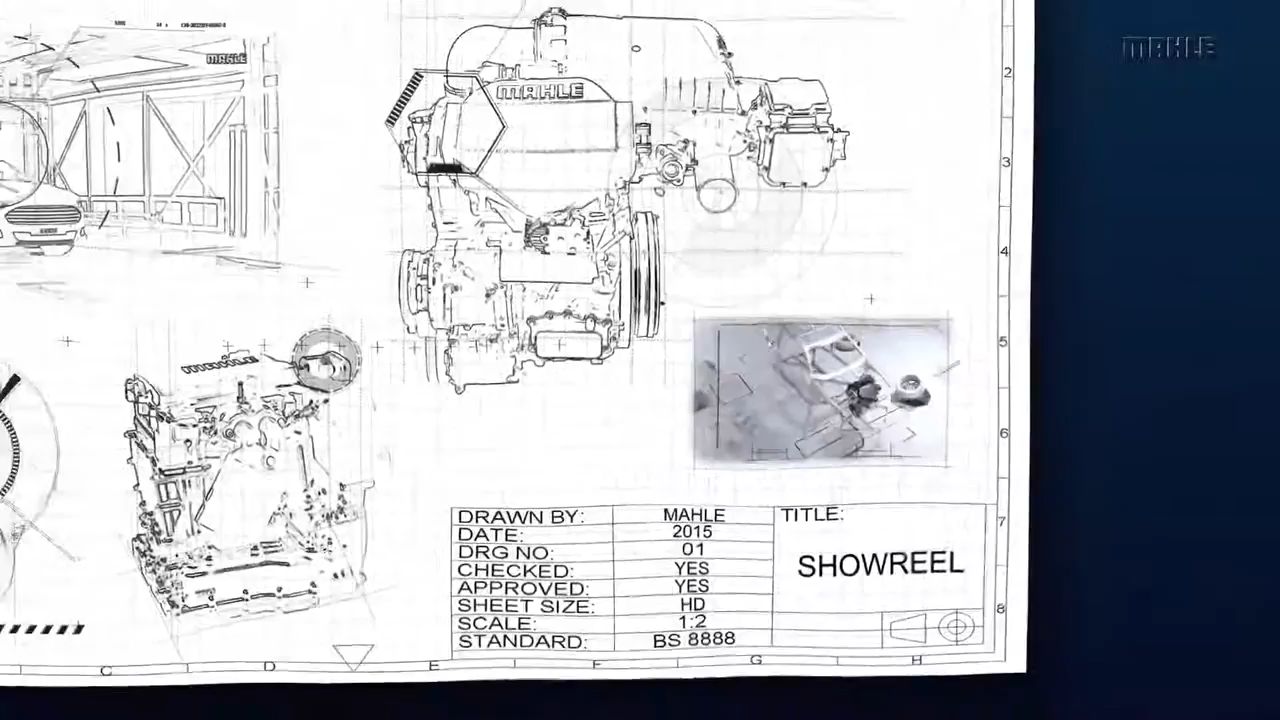 MAHLE
MAHLE
MAHLE
2
3
4
5
6
7
8
DRAWN BY: MAHLE
DATE: 2015
DRG NO: 01
CHECKED: YES
APPROVED: YES
SHEET SIZE: HD
SCALE: 1:2
STANDARD: BS 8888
TITLE:
SHOWREEL
C D E F G H